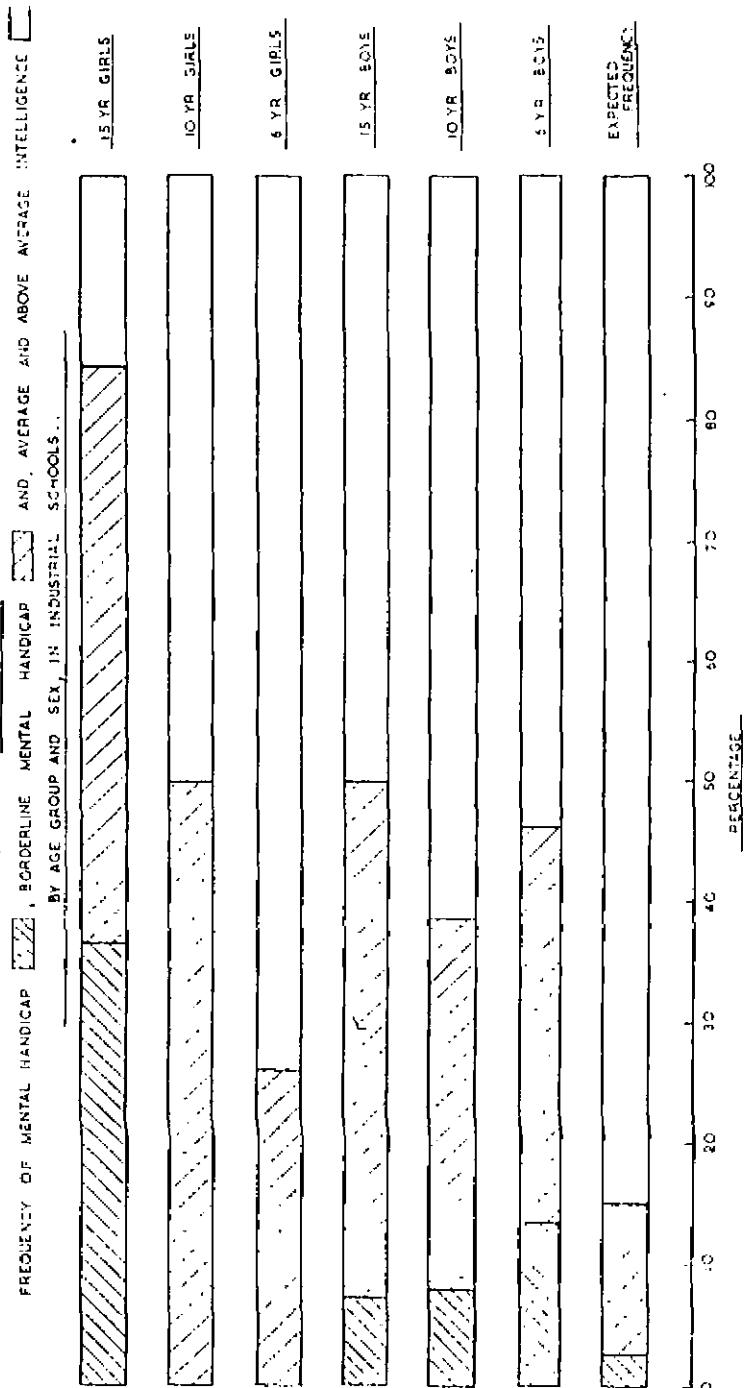 FREQUENCY OF MENTAL HANDICAP , BORDERLINE MENTAL HANDICAP AND, AVERAGE AND ABOVE AVERAGE INTELLIGENCE
BY AGE GROUP AND SEX, IN INDUSTRIAL SCHOOLS..
15 YR GIRLS
10 YR GIRLS
6 YR GIRLS
15 YR BOYS
10 YR BOYS
6 YR BOYS
EXPECTED
FREQUENCY
0 10 20 30 40 50 60 70 80 90 100
PERCENTAGE